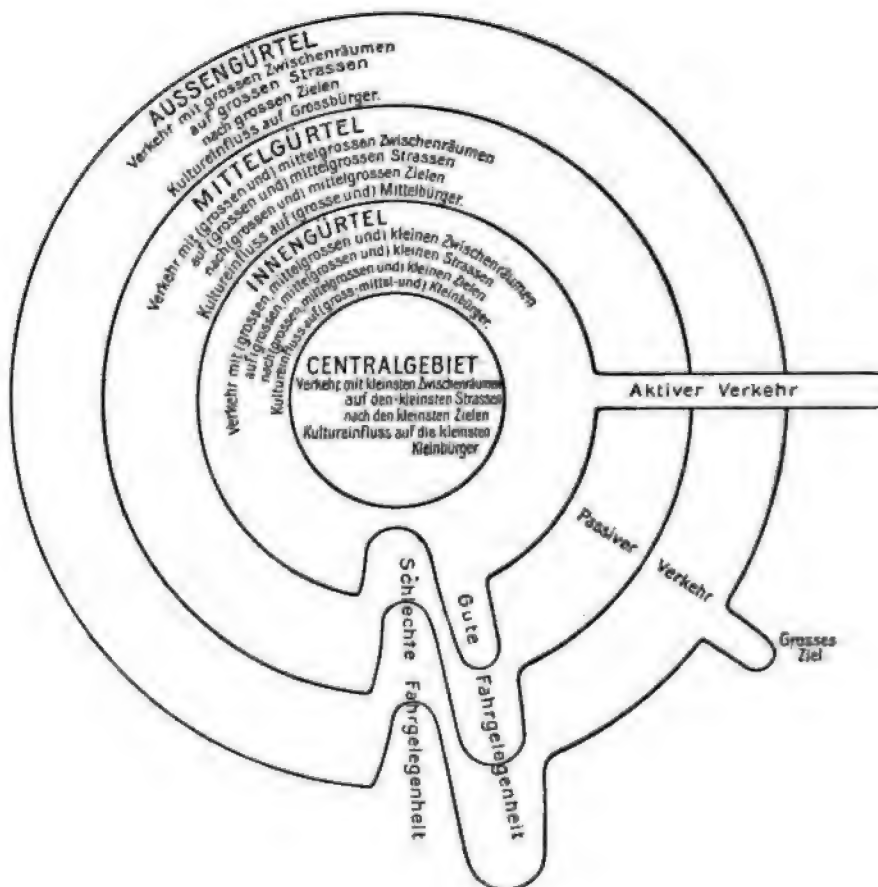 AUSSENGÜRTEL
Verkehr mit grossen Zwischenräumen
auf grossen Strassen
nach grossen Zielen
Kultureinfluss auf Grossbürger.
MITTELGÜRTEL
Verkehr mit (grossen und) mittelgrossen Zwischenräumen
auf (grossen und) mittelgrossen Strassen
nach (grossen und) mittelgrossen Zielen
Kultureinfluss auf (grosse und) Mittelbürger.
INNENGÜRTEL
Verkehr mit (grossen, mittelgrossen und) kleinen Zwischenräumen
auf (grossen mittelgrossen und) kleinen Strassen
nach (grossen, mittelgrossen und) kleinen Zielen
Kultureinfluss auf (gross-mittel-und) Kleinbürger.
CENTRALGEBIET
Verkehr mit kleinsten Zwischenräumen
auf den kleinsten Strassen
nach den kleinsten Zielen
Kultureinfluss auf die kleinsten
Kleinbürger
Aktiver Verkehr
Passiver Verkehr
Grosses
Ziel
Gute Fahrgelegenheit
Schlechte Fahrgelegenheit